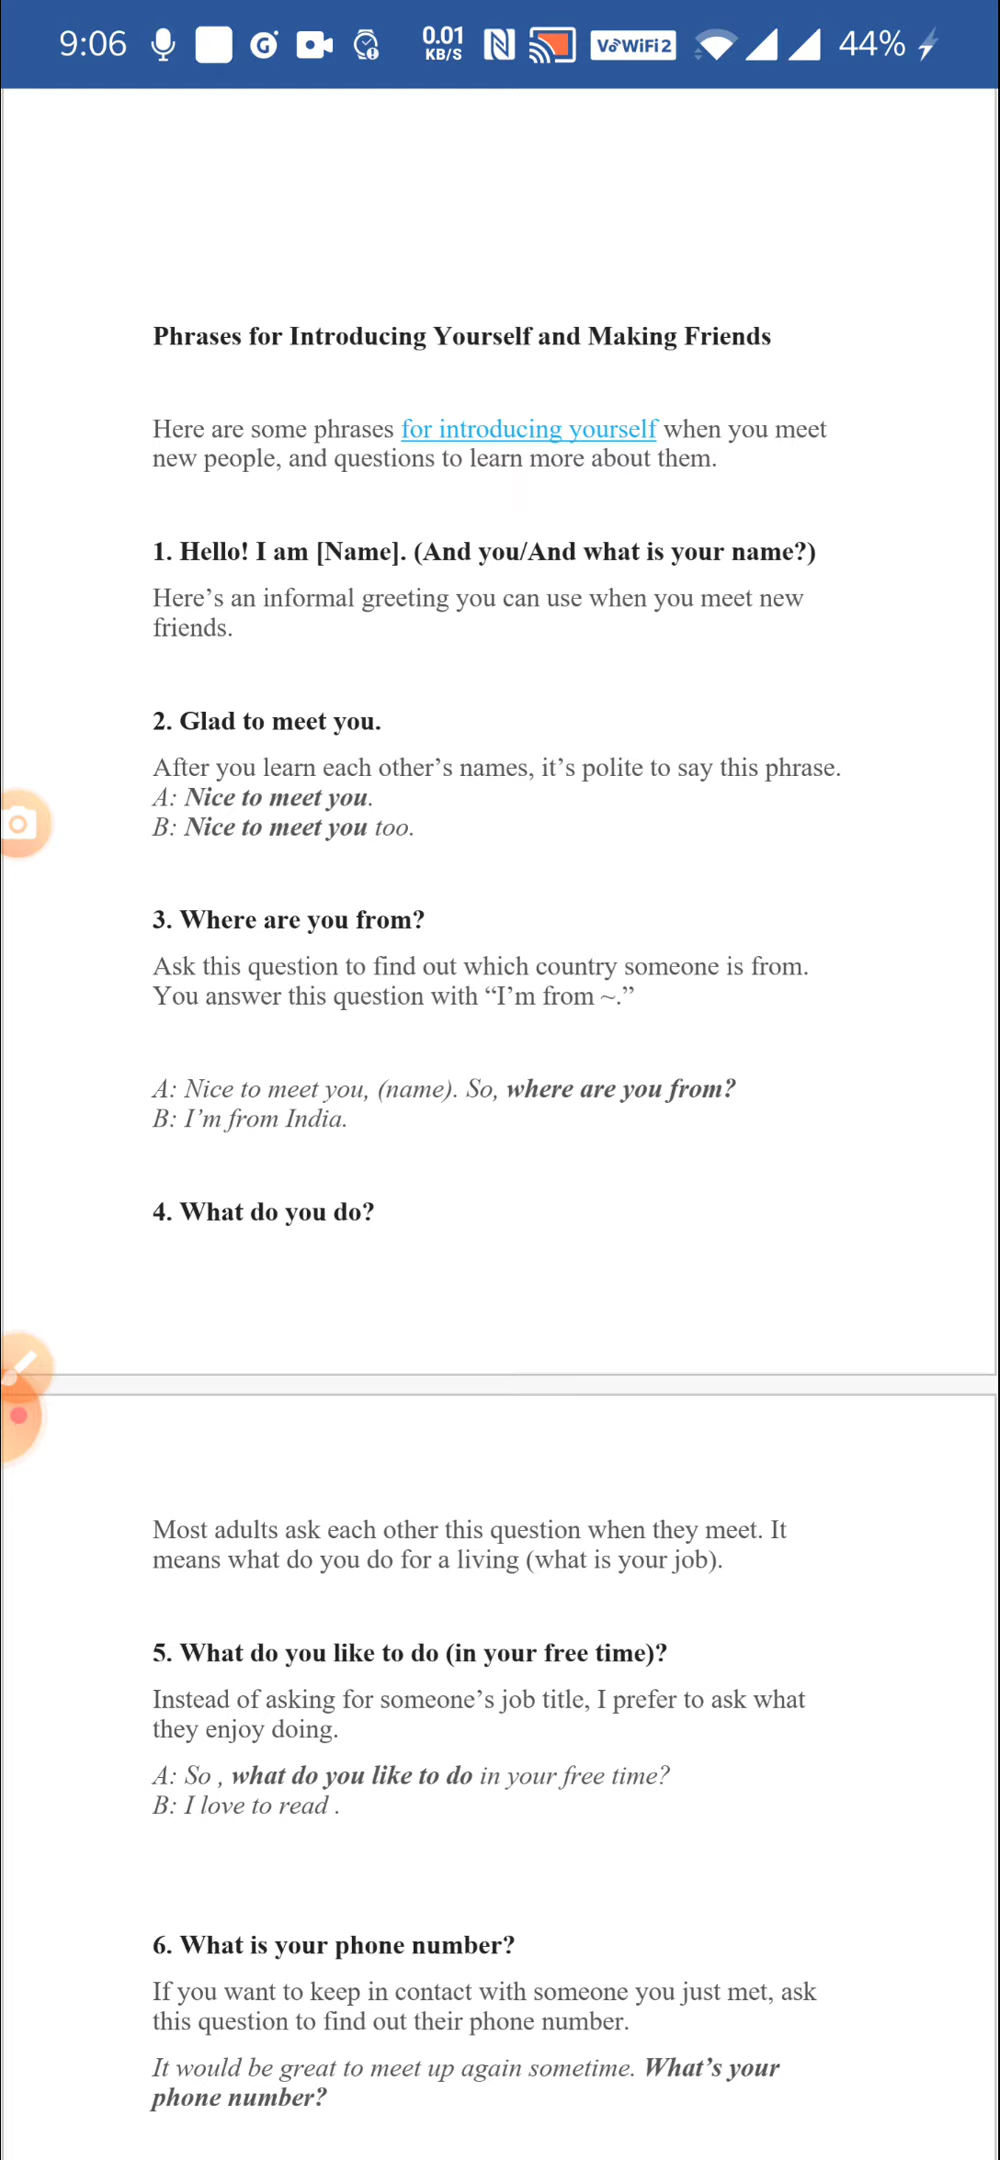 9:06 0.01 KB/S VoWiFi2 44%
Phrases for Introducing Yourself and Making Friends
Here are some phrases for introducing yourself when you meet
new people, and questions to learn more about them.
1. Hello! I am [Name]. (And you/And what is your name?)
Here’s an informal greeting you can use when you meet new
friends.
2. Glad to meet you.
After you learn each other’s names, it’s polite to say this phrase.
A: Nice to meet you.
B: Nice to meet you too.
3. Where are you from?
Ask this question to find out which country someone is from.
You answer this question with “I’m from ~.”
A: Nice to meet you, (name). So, where are you from?
B: I’m from India.
4. What do you do?
Most adults ask each other this question when they meet. It
means what do you do for a living (what is your job).
5. What do you like to do (in your free time)?
Instead of asking for someone’s job title, I prefer to ask what
they enjoy doing.
A: So , what do you like to do in your free time?
B: I love to read .
6. What is your phone number?
If you want to keep in contact with someone you just met, ask
this question to find out their phone number.
It would be great to meet up again sometime. What’s your
phone number?